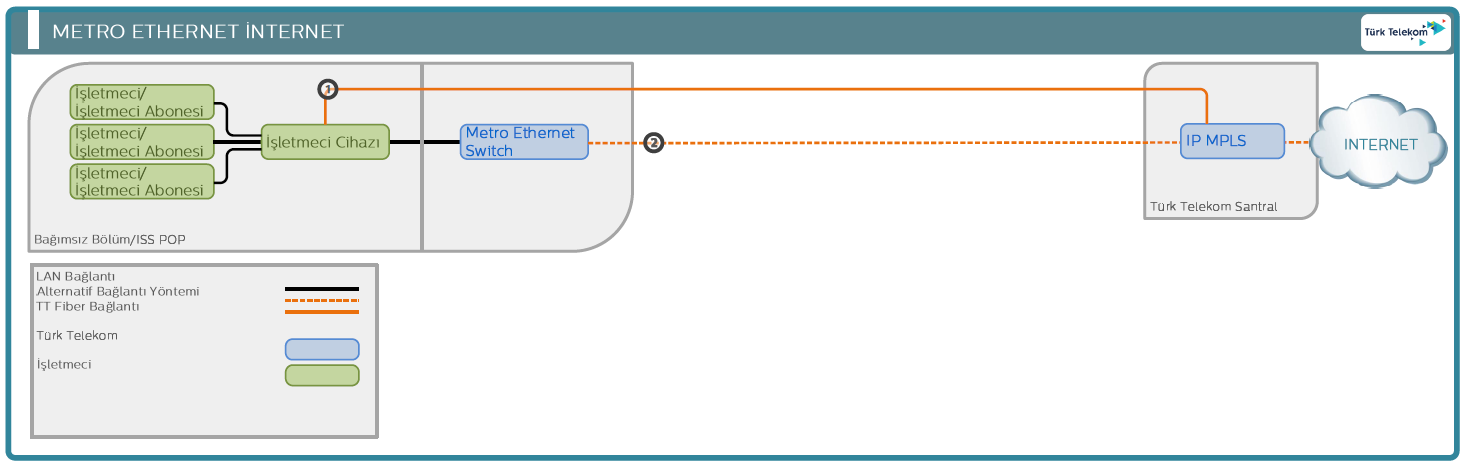 METRO ETHERNET İNTERNET
Türk Telekom
İşletmeci/
İşletmeci Abonesi
İşletmeci/
İşletmeci Abonesi
İşletmeci/
İşletmeci Abonesi
İşletmeci Cihazı
1
Metro Ethernet
Switch
2
IP MPLS
INTERNET
Türk Telekom Santral
Bağımsız Bölüm/ISS POP
LAN Bağlantı
Alternatif Bağlantı Yöntemi
TT Fiber Bağlantı
Türk Telekom
İşletmeci